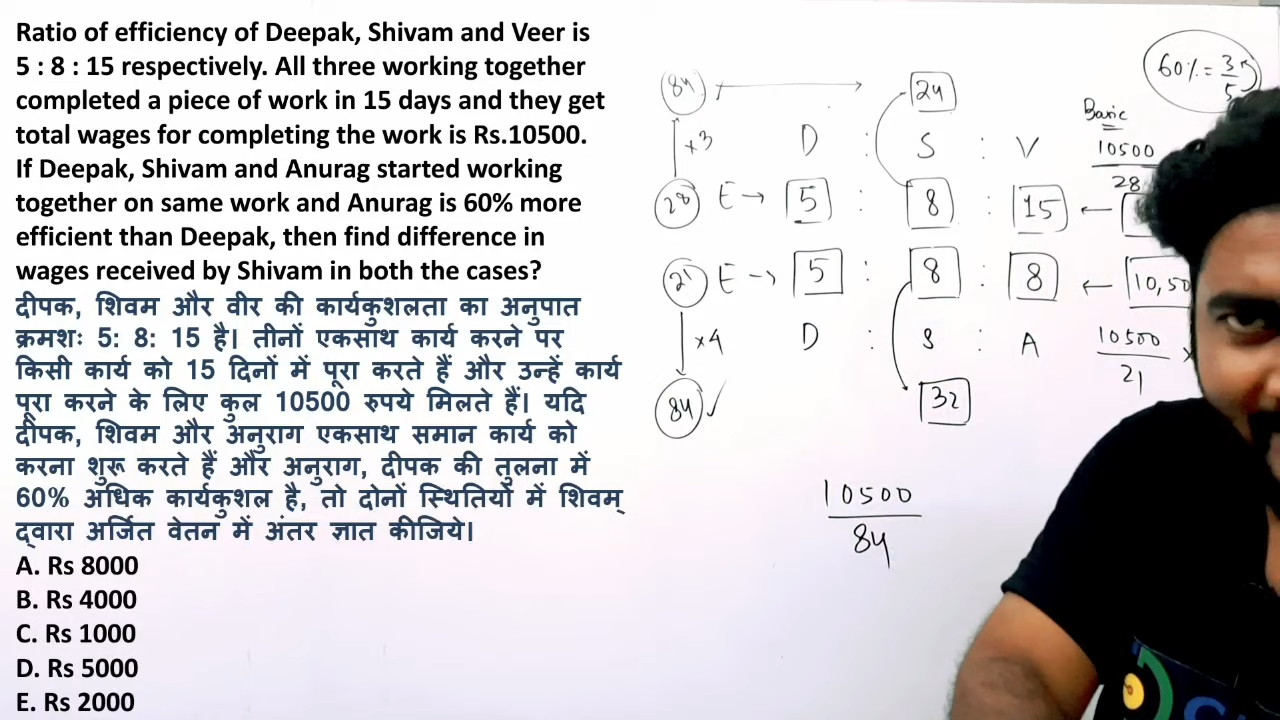 Ratio of efficiency of Deepak, Shivam and Veer is
5 : 8 : 15 respectively. All three working together
completed a piece of work in 15 days and they get
total wages for completing the work is Rs.10500.
If Deepak, Shivam and Anurag started working
together on same work and Anurag is 60% more
efficient than Deepak, then find difference in
wages received by Shivam in both the cases?
दीपक, शिवम और वीर की कार्यकुशलता का अनुपात
क्रमशः 5: 8: 15 है। तीनों एकसाथ कार्य करने पर
किसी कार्य को 15 दिनों में पूरा करते हैं और उन्हें कार्य
पूरा करने के लिए कुल 10500 रुपये मिलते हैं। यदि
दीपक, शिवम और अनुराग एकसाथ समान कार्य को
करना शुरू करते हैं और अनुराग, दीपक की तुलना में
60% अधिक कार्यकुशल है, तो दोनों स्थितियों में शिवम्
द्वारा अर्जित वेतन में अंतर ज्ञात कीजिये।
A. Rs 8000
B. Rs 4000
C. Rs 1000
D. Rs 5000
E. Rs 2000
60% = 3/5
84 → 24
×3 D : S : V
28 E → 5 : 8 : 15 ←
10500
28
21 E → 5 : 8 : 8 ← 10,50
×4 D : S : A
10500
21
84 ✓ 32
10500
84